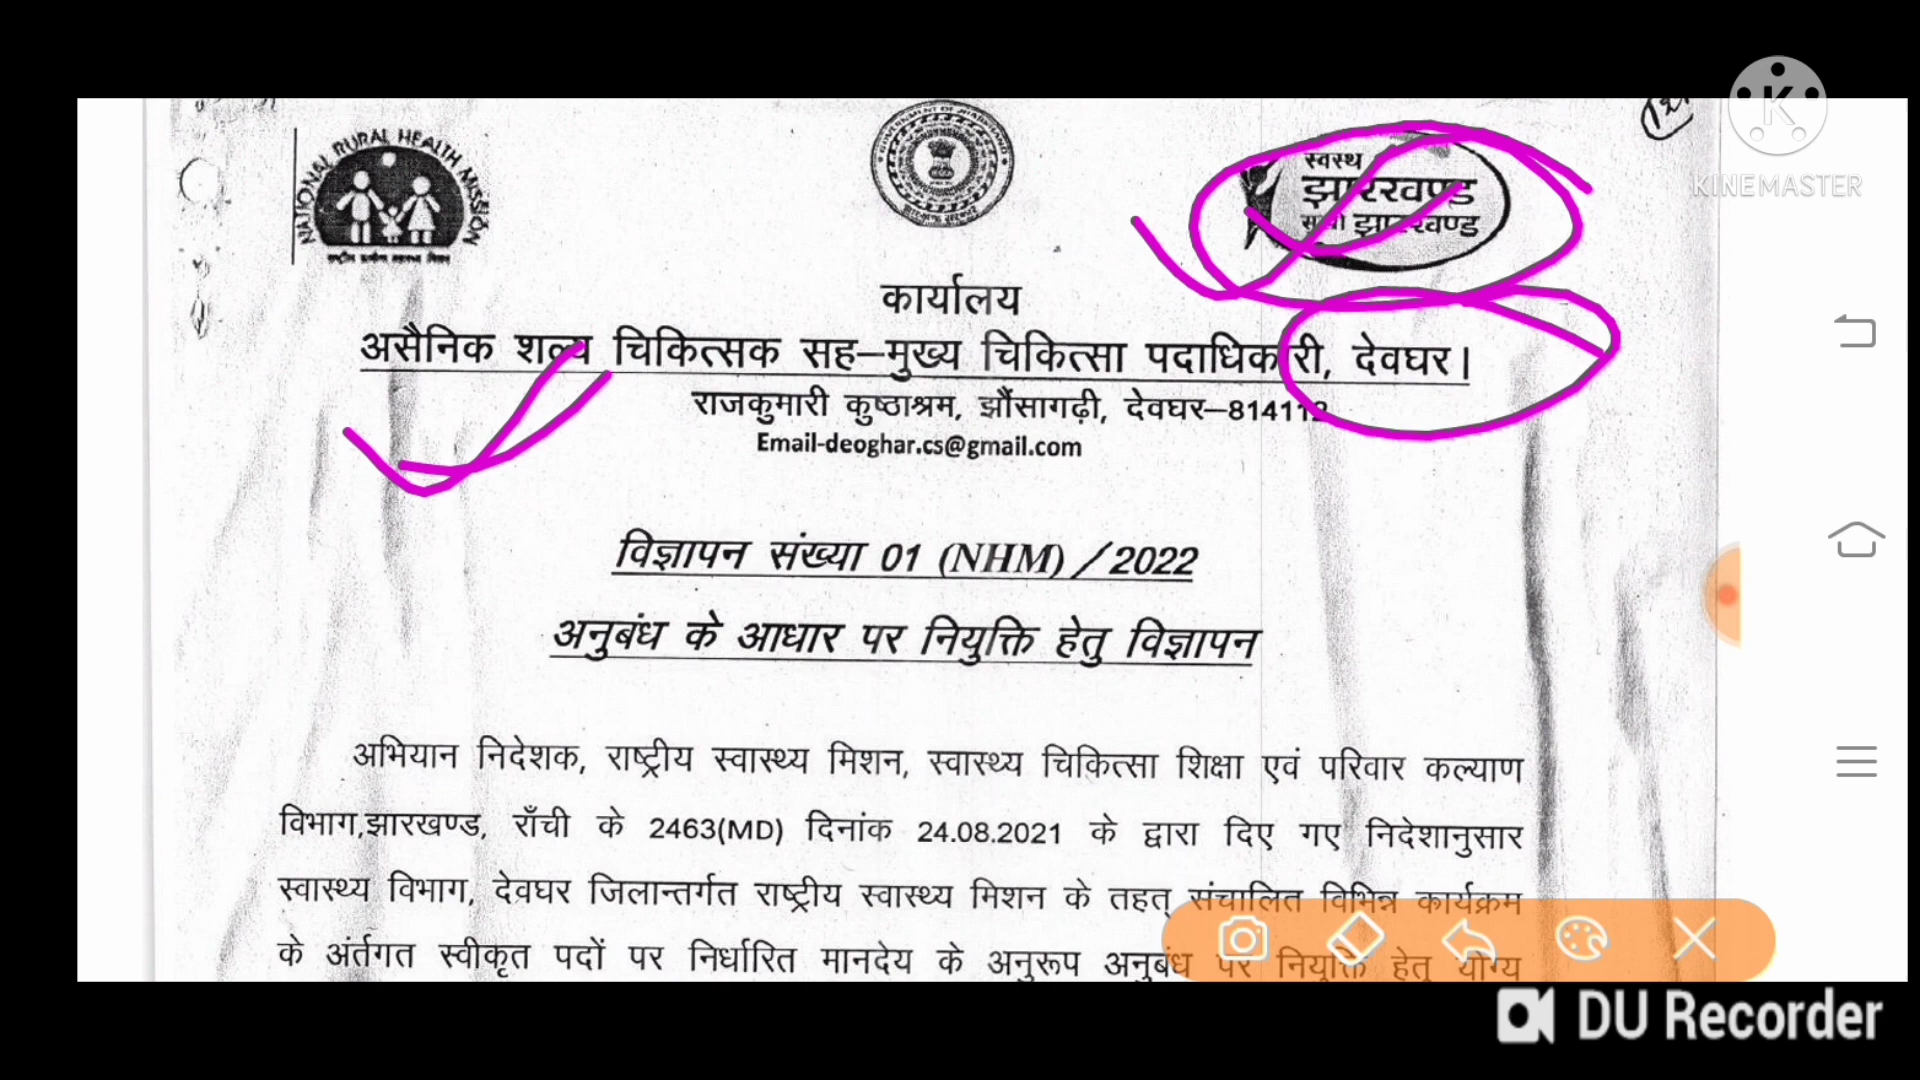 NATIONAL RURAL HEALTH MISSION
स्वस्थ
झारखण्ड
सुखी झारखण्ड
KINEMASTER
कार्यालय
असैनिक शल्य चिकित्सक सह–मुख्य चिकित्सा पदाधिकारी, देवघर।
राजकुमारी कुष्ठाश्रम, झौंसागढ़ी, देवघर–814112
Email-deoghar.cs@gmail.com
विज्ञापन संख्या 01 (NHM) / 2022
अनुबंध के आधार पर नियुक्ति हेतु विज्ञापन
अभियान निदेशक, राष्ट्रीय स्वास्थ्य मिशन, स्वास्थ्य चिकित्सा शिक्षा एवं परिवार कल्याण
विभाग,झारखण्ड, राँची के 2463(MD) दिनांक 24.08.2021 के द्वारा दिए गए निदेशानुसार
स्वास्थ्य विभाग, देवघर जिलान्तर्गत राष्ट्रीय स्वास्थ्य मिशन के तहत् संचालित विभिन्न कार्यक्रम
के अंर्तगत स्वीकृत पदों पर निर्धारित मानदेय के अनुरूप अनुबंध पर नियुक्ति हेतु योग्य
DU Recorder